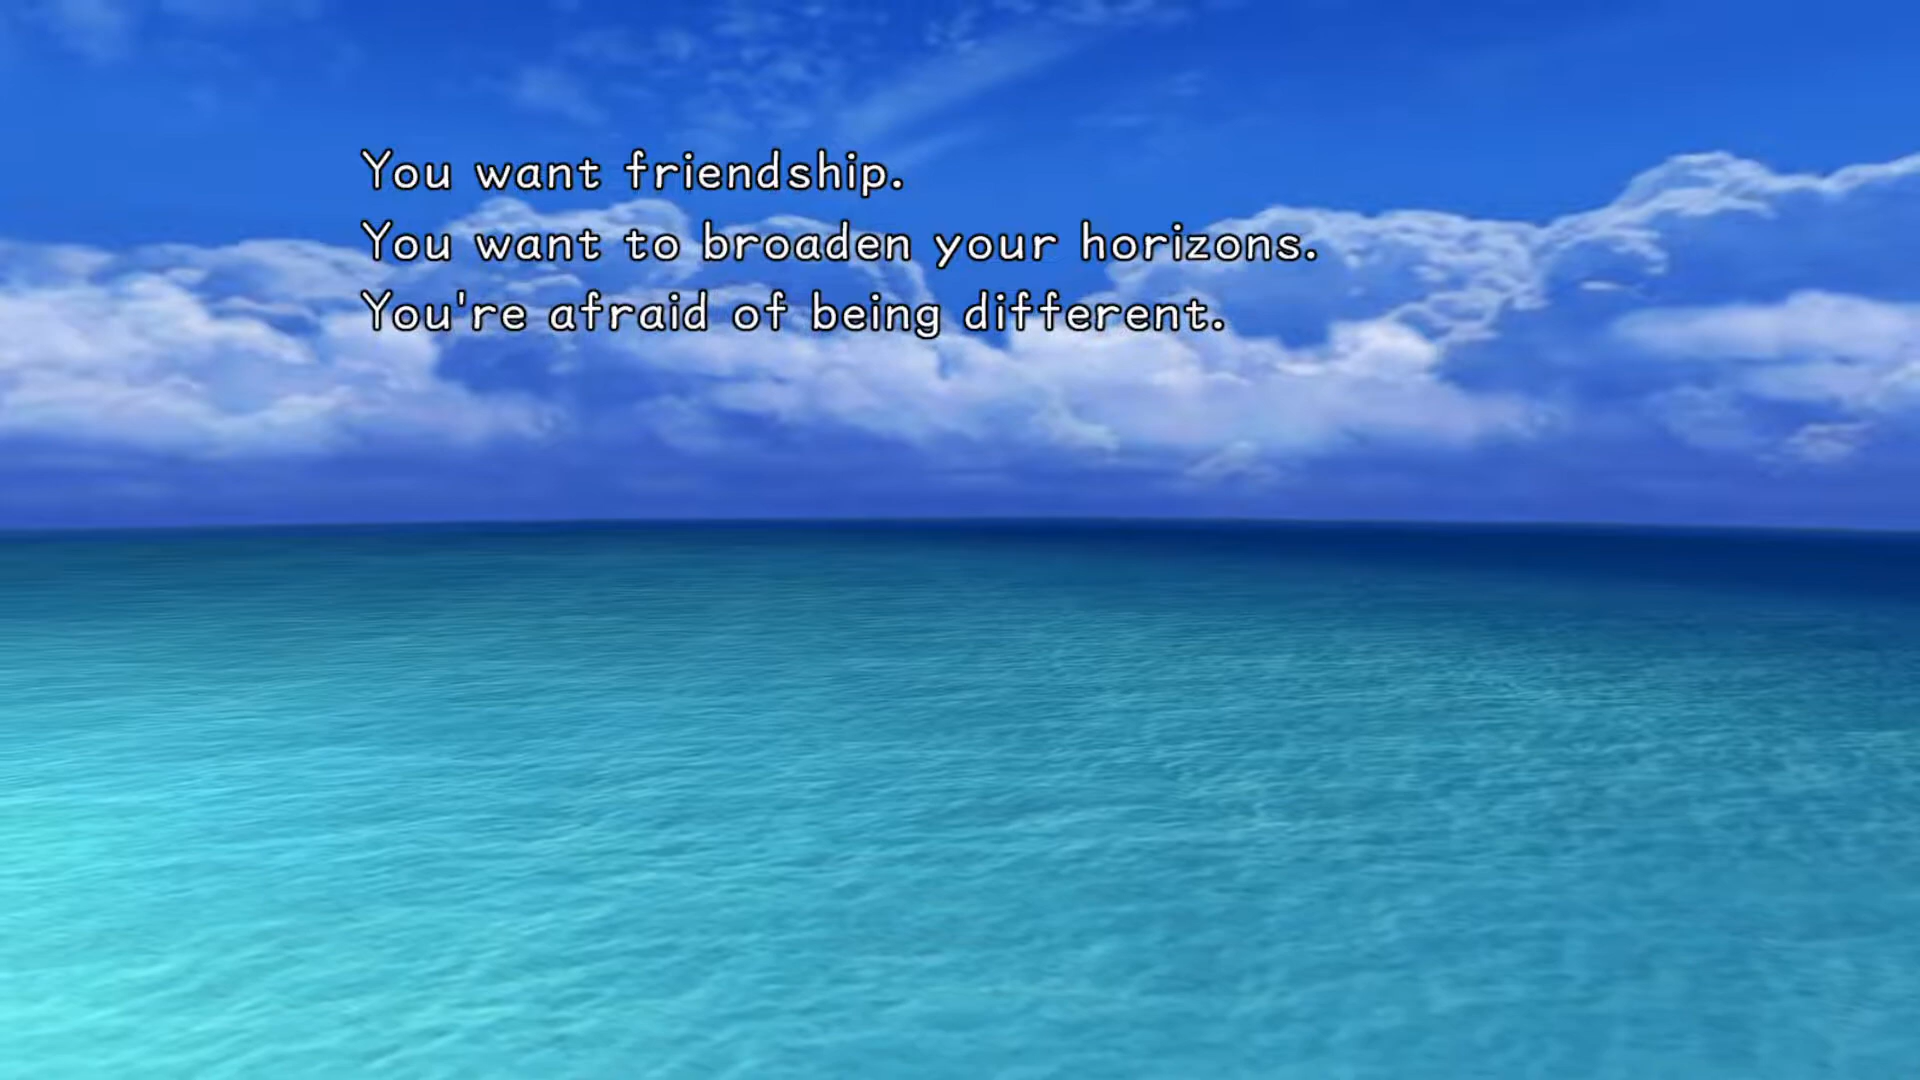 You want friendship.
You want to broaden your horizons.
You're afraid of being different.